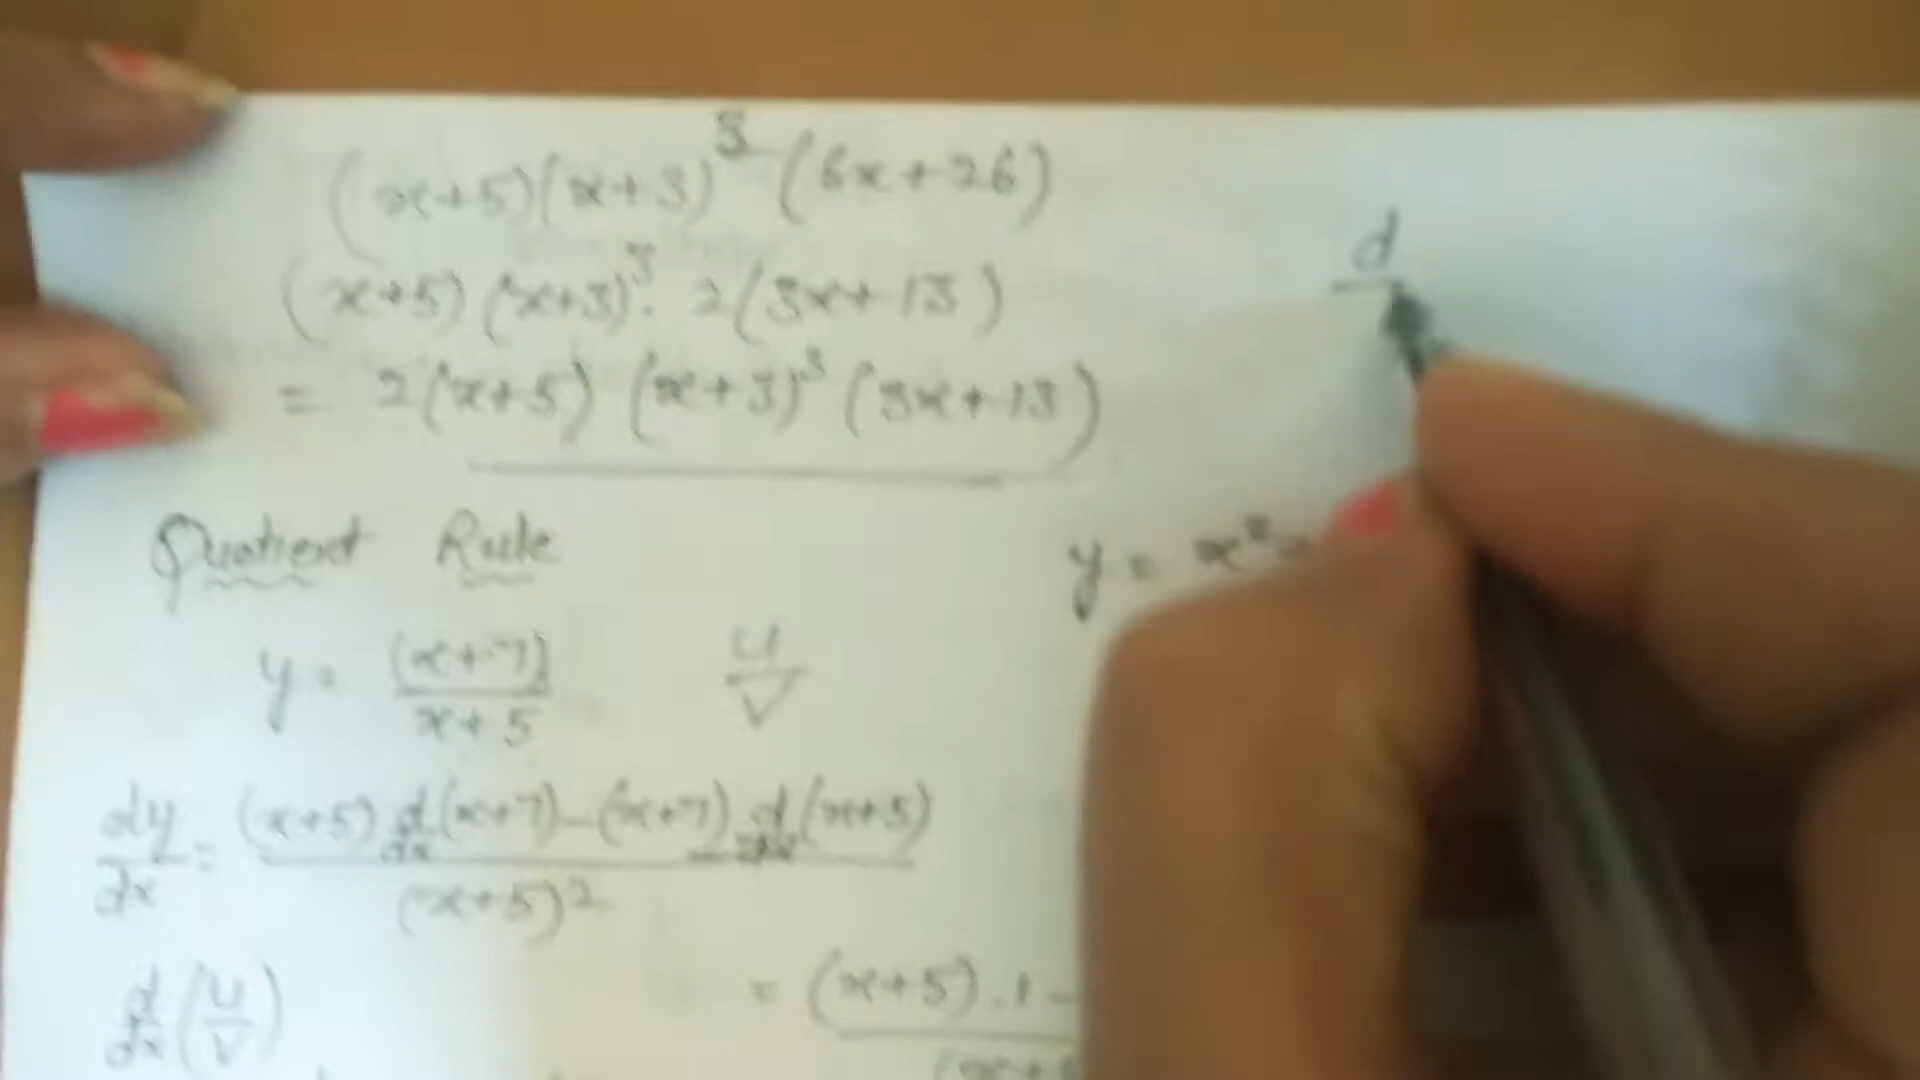 (x+5)(x+3)³ (6x+26)
(x+5) (x+3)³. 2(3x+13)
= 2(x+5) (x+3)³ (3x+13)
d
Quotient Rule
y = x
y = (x+7)/x+5
U/V
dy/dx = (x+5) d/dx (x+7) - (x+7) d/dx (x+5) / (x+5)²
d/dx (U/V)
= (x+5).1 -